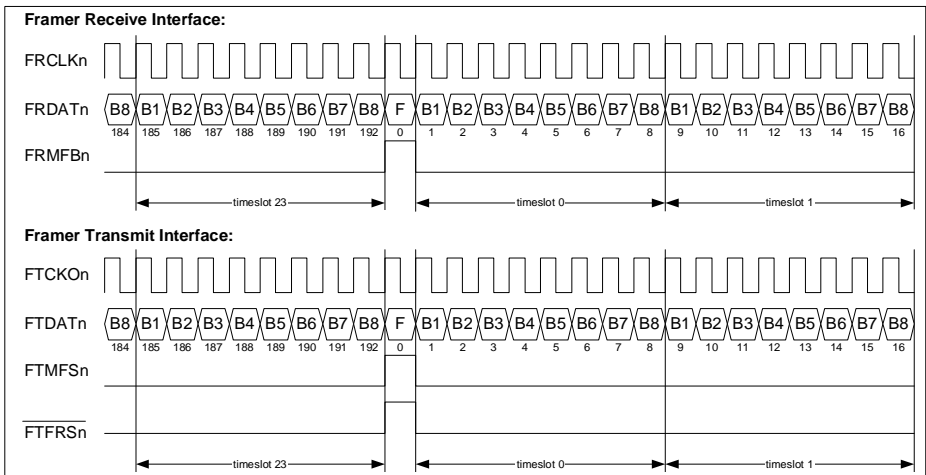 Framer Receive Interface:
FRCLKn
FRDATn B8 B1 B2 B3 B4 B5 B6 B7 B8 F B1 B2 B3 B4 B5 B6 B7 B8 B1 B2 B3 B4 B5 B6 B7 B8
184 185 186 187 188 189 190 191 192 0 1 2 3 4 5 6 7 8 9 10 11 12 13 14 15 16
FRMFBn
timeslot 23 timeslot 0 timeslot 1
Framer Transmit Interface:
FTCKOn
FTDATn B8 B1 B2 B3 B4 B5 B6 B7 B8 F B1 B2 B3 B4 B5 B6 B7 B8 B1 B2 B3 B4 B5 B6 B7 B8
184 185 186 187 188 189 190 191 192 0 1 2 3 4 5 6 7 8 9 10 11 12 13 14 15 16
FTMFSn
FTFRSn
timeslot 23 timeslot 0 timeslot 1